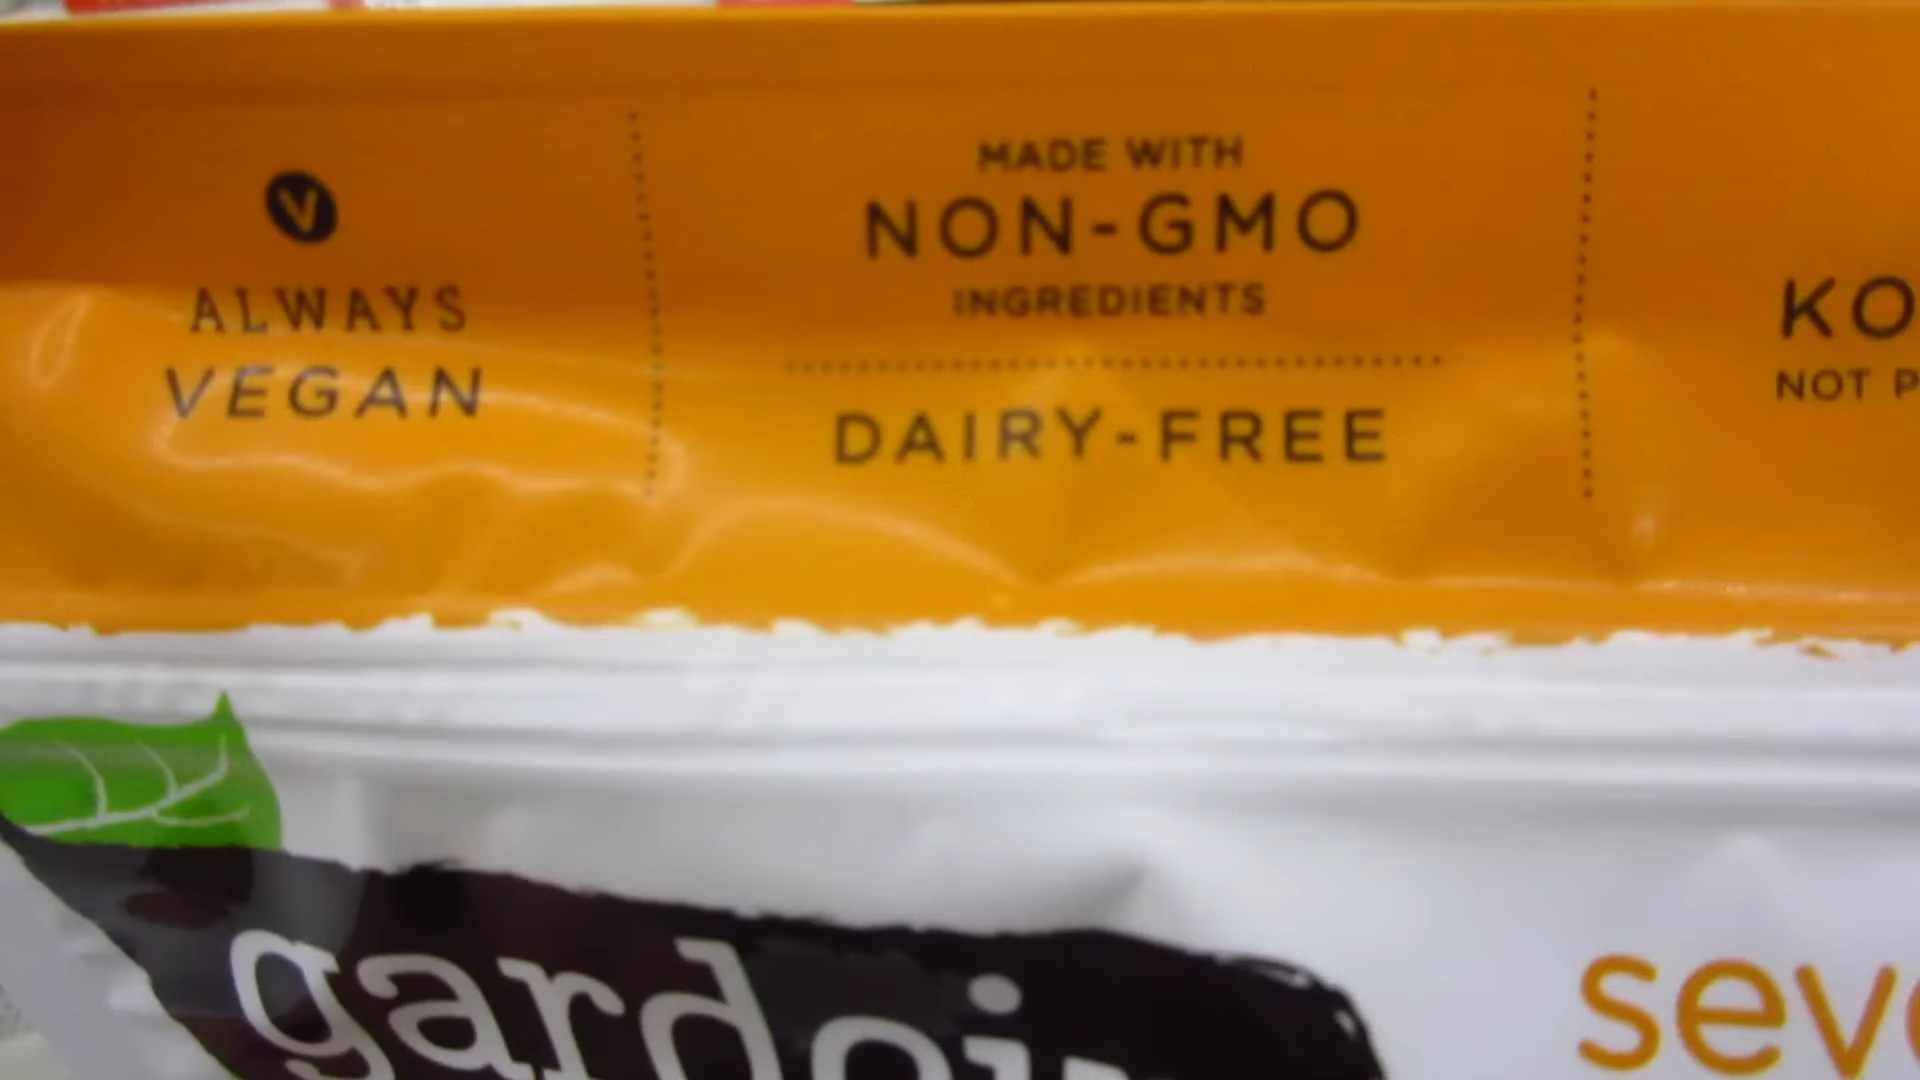 V
ALWAYS
VEGAN
MADE WITH
NON-GMO
INGREDIENTS
DAIRY-FREE
KO
NOT P
gardein
seve